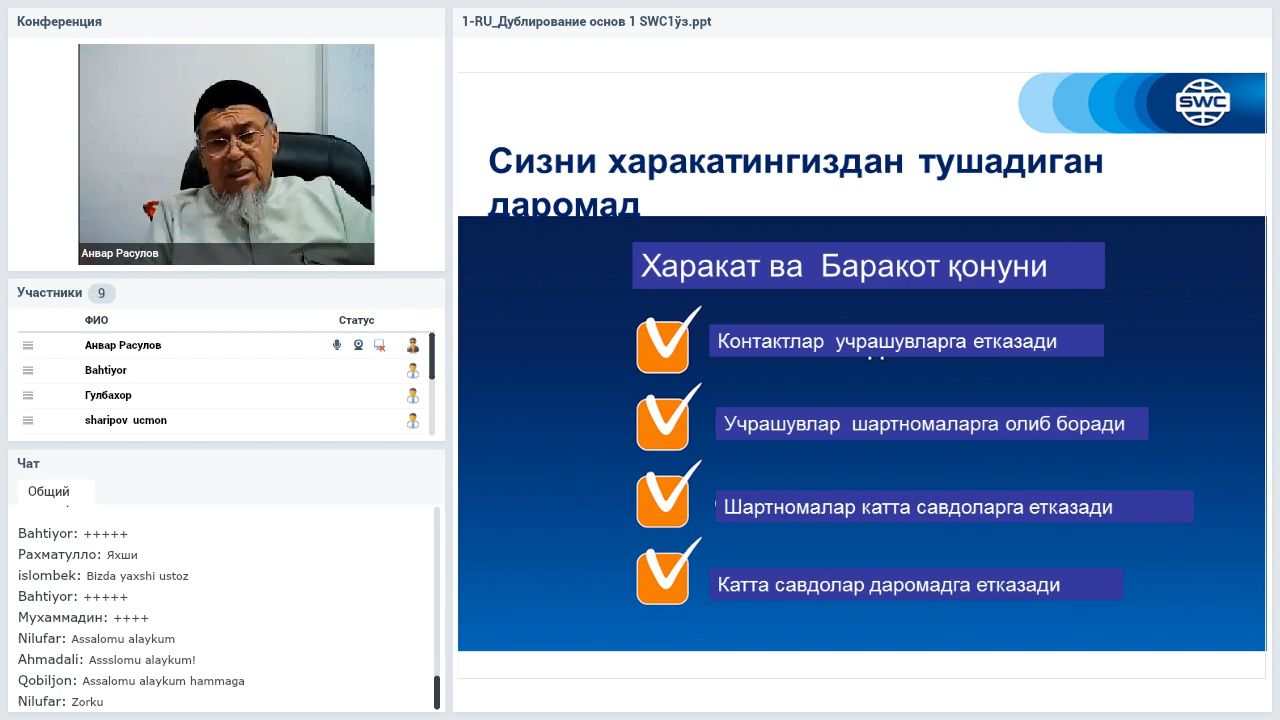 Конференция
Анвар Расулов
Участники 9
ФИО Статус
Анвар Расулов
Bahtiyor
Гулбахор
sharipov ucmon
Чат
Общий
Bahtiyor: +++++
Рахматулло: Яхши
islombek: Bizda yaxshi ustoz
Bahtiyor: +++++
Мухаммадин: ++++
Nilufar: Assalomu alaykum
Ahmadali: Assslomu alaykum!
Qobiljon: Assalomu alaykum hammaga
Nilufar: Zorku
1-RU_Дублирование основ 1 SWC1ўз.ppt
SWC
Сизни харакатингиздан тушадиган
даромад
Харакат ва Баракот қонуни
Контактлар учрашувларга етказади
Учрашувлар шартномаларга олиб боради
Шартномалар катта савдоларга етказади
Катта савдолар даромадга етказади